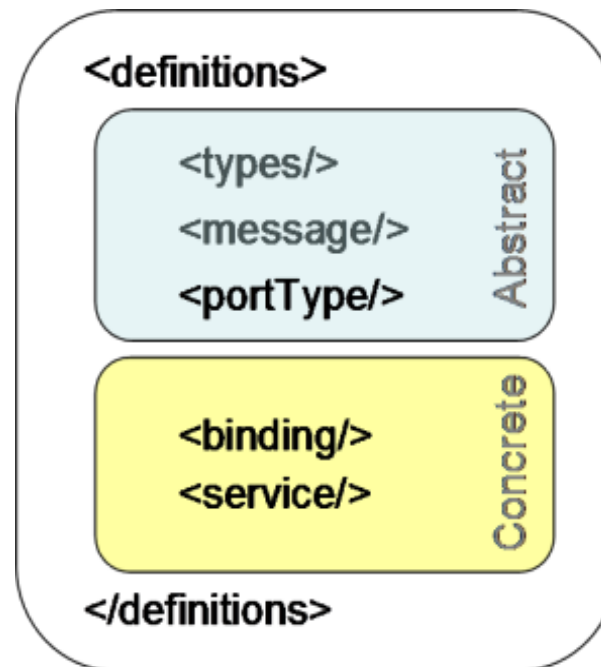 <definitions>
<types/>
<message/>
<portType/>
Abstract
<binding/>
<service/>
Concrete
</definitions>